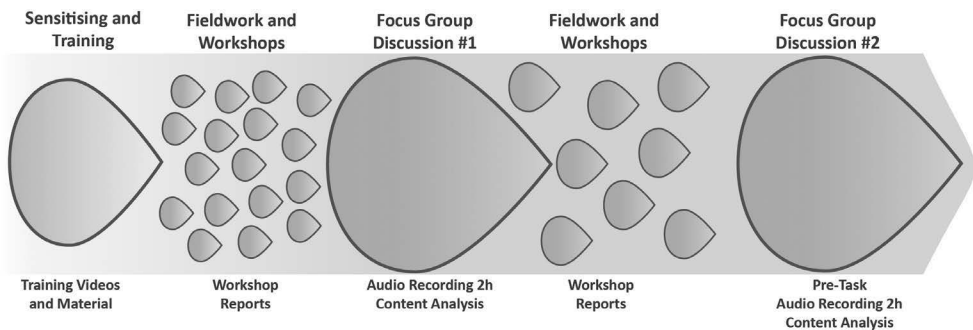 Sensitising and
Training
Fieldwork and
Workshops
Focus Group
Discussion #1
Fieldwork and
Workshops
Focus Group
Discussion #2
Training Videos
and Material
Workshop
Reports
Audio Recording 2h
Content Analysis
Workshop
Reports
Pre-Task
Audio Recording 2h
Content Analysis